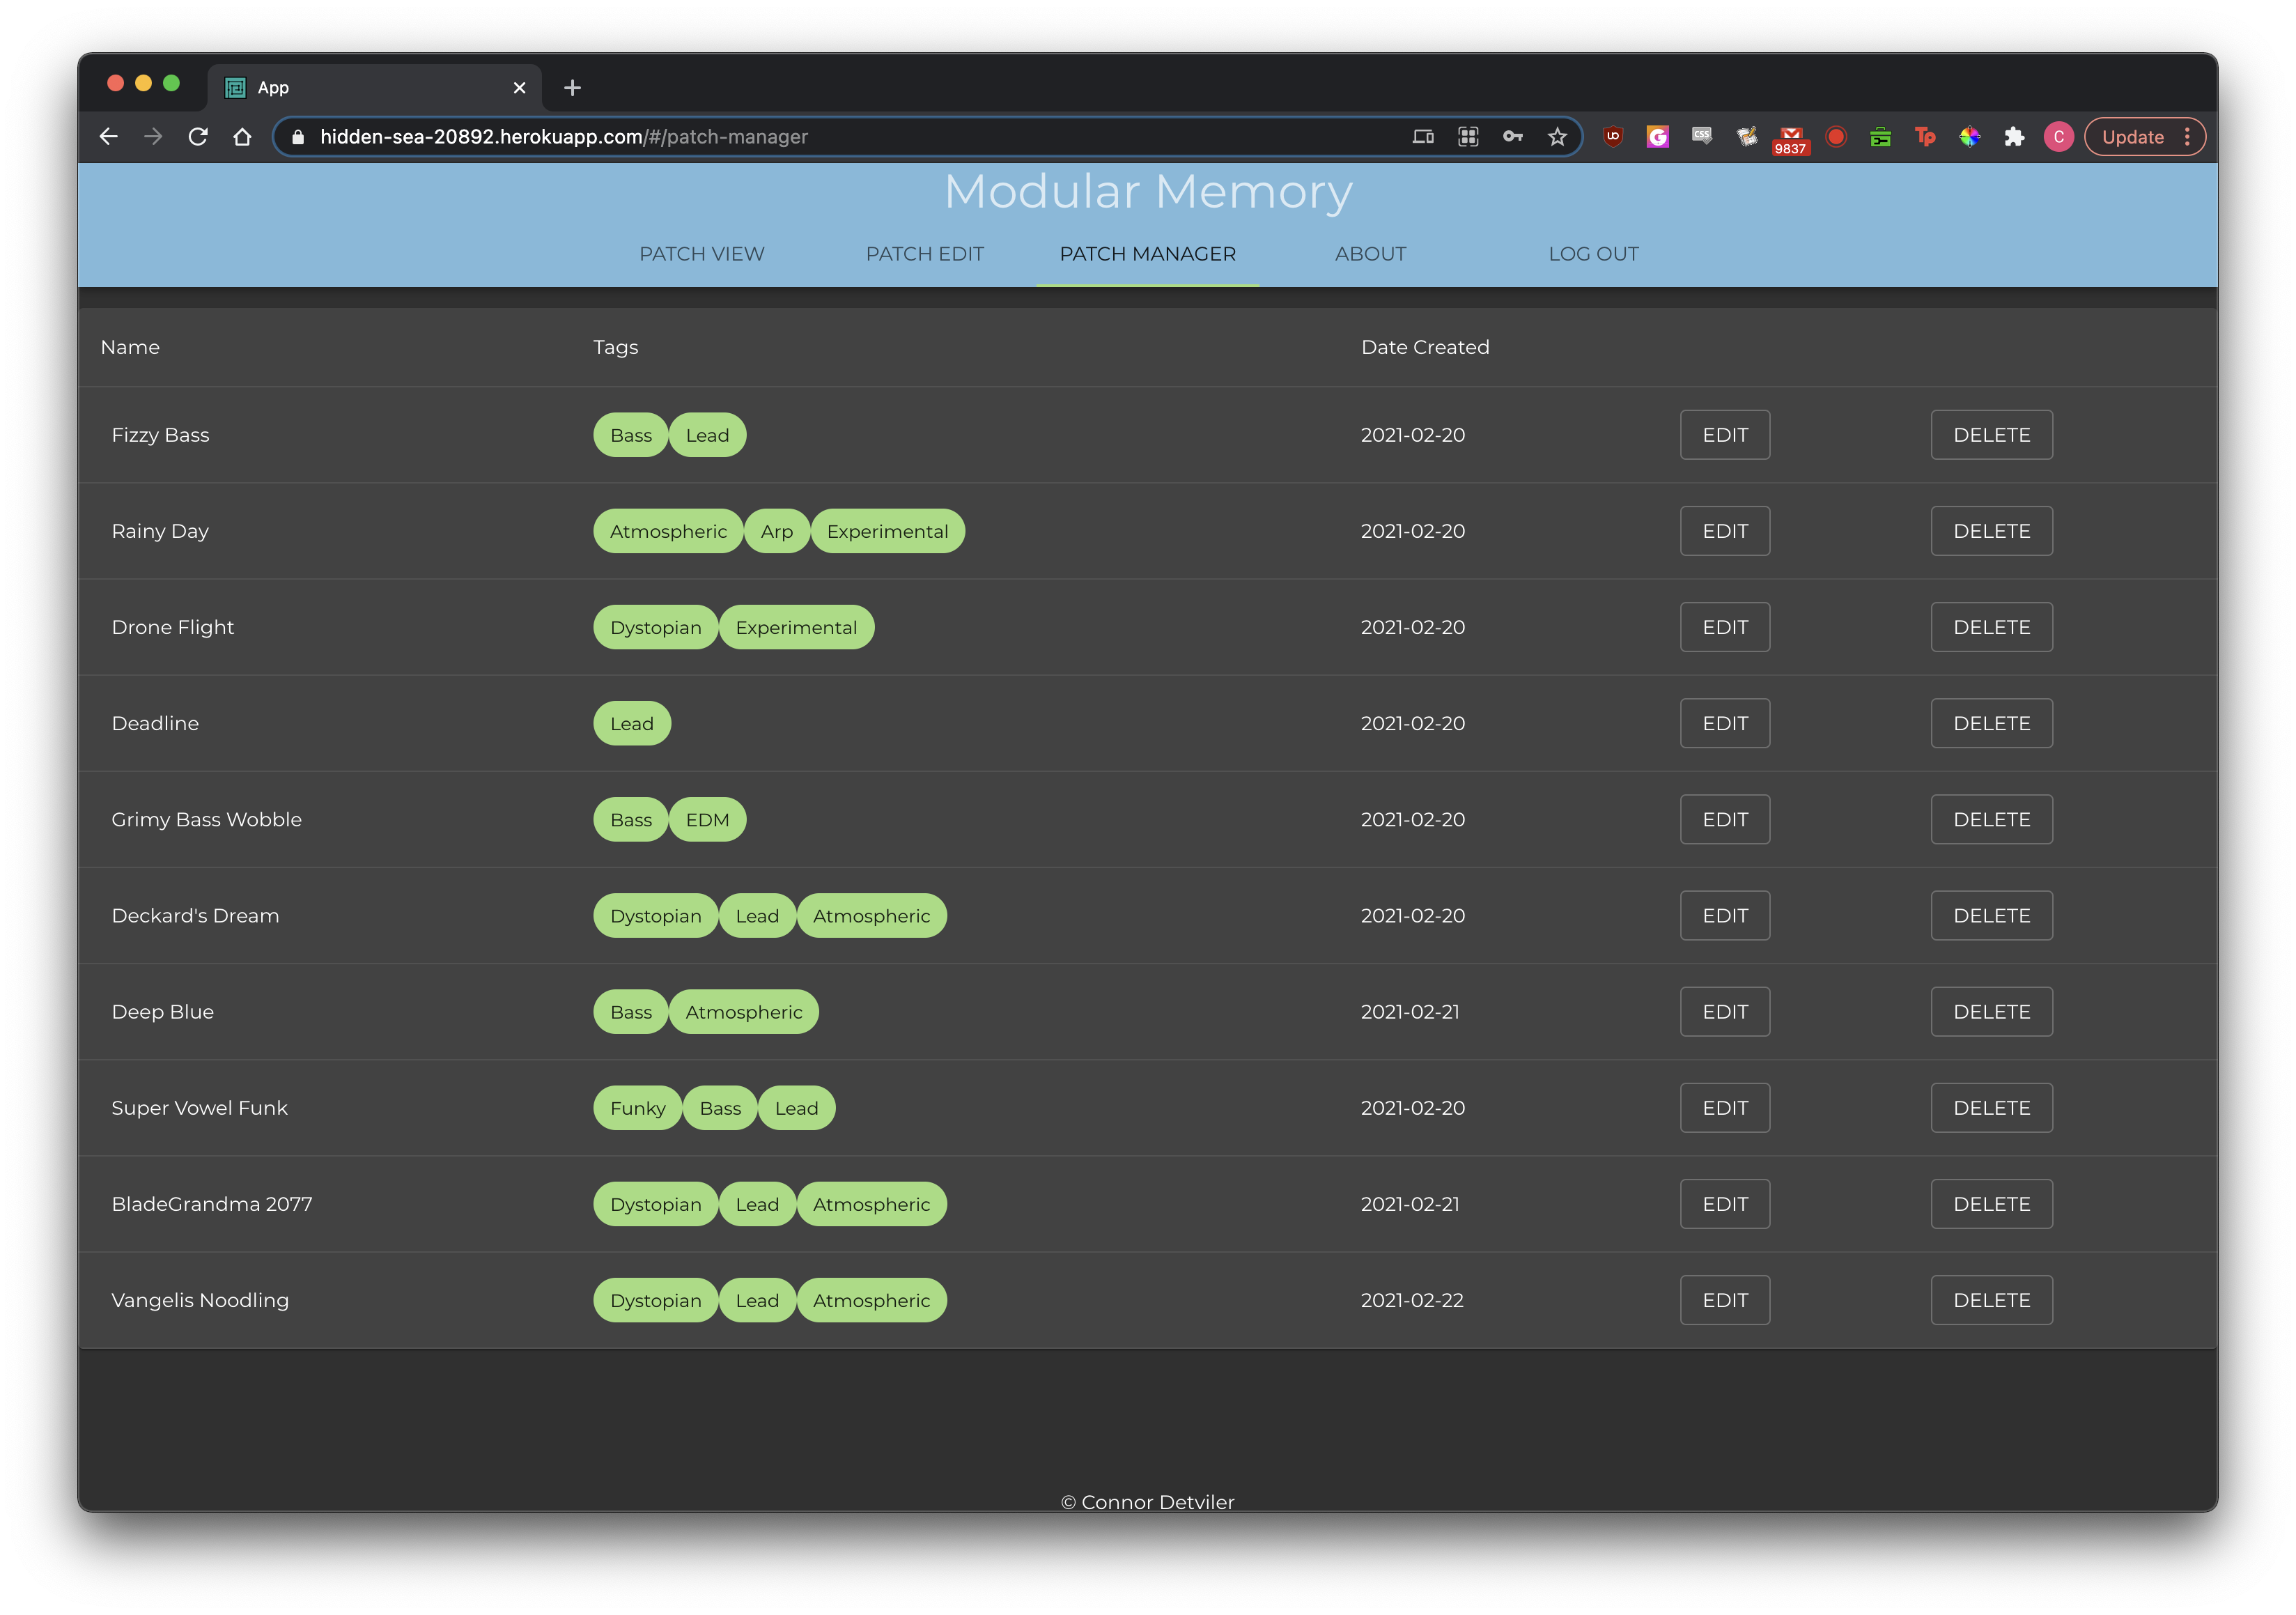 App
hidden-sea-20892.herokuapp.com/#/patch-manager
UO
G
CSS
9837
Tp
C
Update
Modular Memory
PATCH VIEW PATCH EDIT PATCH MANAGER ABOUT LOG OUT
Name Tags Date Created
Fizzy Bass Bass Lead 2021-02-20 EDIT DELETE
Rainy Day Atmospheric Arp Experimental 2021-02-20 EDIT DELETE
Drone Flight Dystopian Experimental 2021-02-20 EDIT DELETE
Deadline Lead 2021-02-20 EDIT DELETE
Grimy Bass Wobble Bass EDM 2021-02-20 EDIT DELETE
Deckard's Dream Dystopian Lead Atmospheric 2021-02-20 EDIT DELETE
Deep Blue Bass Atmospheric 2021-02-21 EDIT DELETE
Super Vowel Funk Funky Bass Lead 2021-02-20 EDIT DELETE
BladeGrandma 2077 Dystopian Lead Atmospheric 2021-02-21 EDIT DELETE
Vangelis Noodling Dystopian Lead Atmospheric 2021-02-22 EDIT DELETE
© Connor Detviler